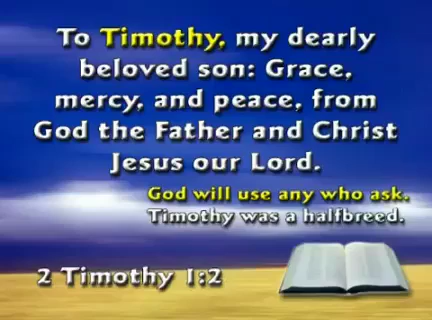 To Timothy, my dearly
beloved son: Grace,
mercy, and peace, from
God the Father and Christ
Jesus our Lord.
God will use any who ask.
Timothy was a halfbreed.
2 Timothy 1:2